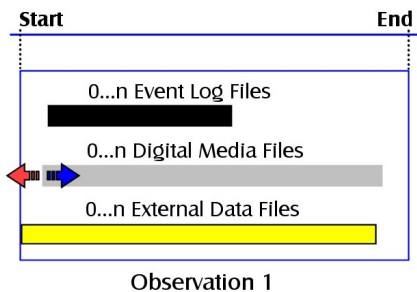 Start End
0...n Event Log Files
0...n Digital Media Files
0...n External Data Files
Observation 1